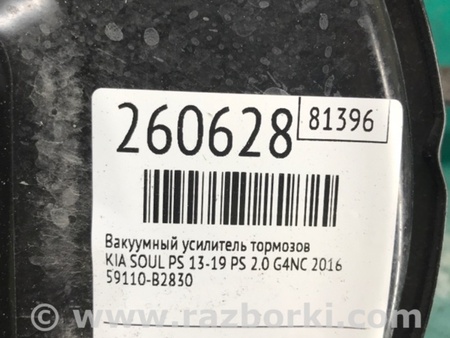 260628
81396
Вакуумный усилитель тормозов
KIA SOUL PS 13-19 PS 2.0 G4NC 2016
59110-B2830
www.razborki.com